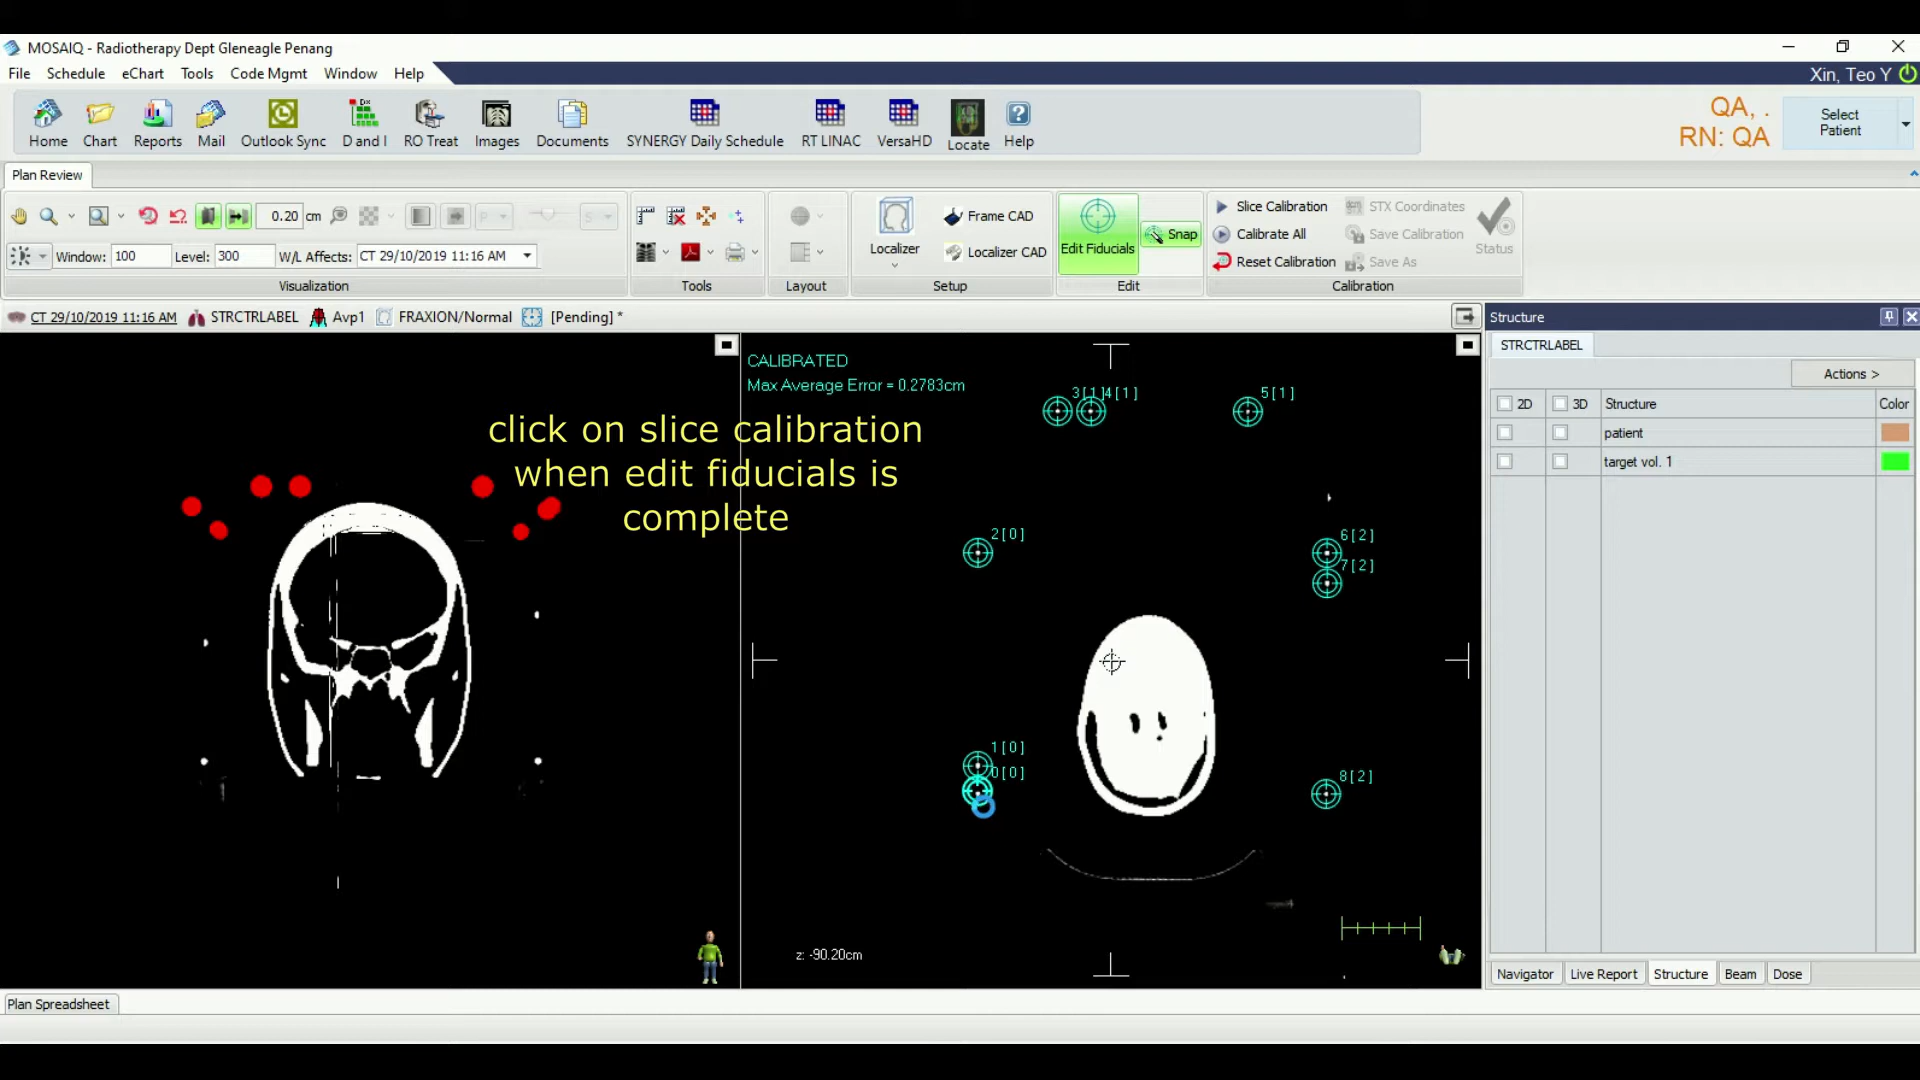 MOSAIQ - Radiotherapy Dept Gleneagle Penang
File Schedule eChart Tools Code Mgmt Window Help
Xin, Teo Y
Home Chart Reports Mail Outlook Sync D and I RO Treat Images Documents SYNERGY Daily Schedule RT LINAC VersaHD Locate Help
QA, .
RN: QA
Select
Patient
Plan Review
0.20 cm
Window: 100 Level: 300 W/L Affects: CT 29/10/2019 11:16 AM
Visualization
Tools
Layout
Localizer
Frame CAD
Localizer CAD
Setup
Edit Fiducials
Snap
Edit
Slice Calibration
Calibrate All
Reset Calibration
STX Coordinates
Save Calibration
Save As
Status
Calibration
CT 29/10/2019 11:16 AM STRCTRLABEL Avp1 FRAXION/Normal [Pending] *
CALIBRATED
Max Average Error = 0.2783cm
click on slice calibration
when edit fiducials is
complete
3[1]4[1]
5[1]
2[0]
6[2]
7[2]
1[0]
0[0]
8[2]
z: -90.20cm
Structure
STRCTRLABEL
Actions >
2D 3D Structure Color
patient
target vol. 1
Navigator Live Report Structure Beam Dose
Plan Spreadsheet